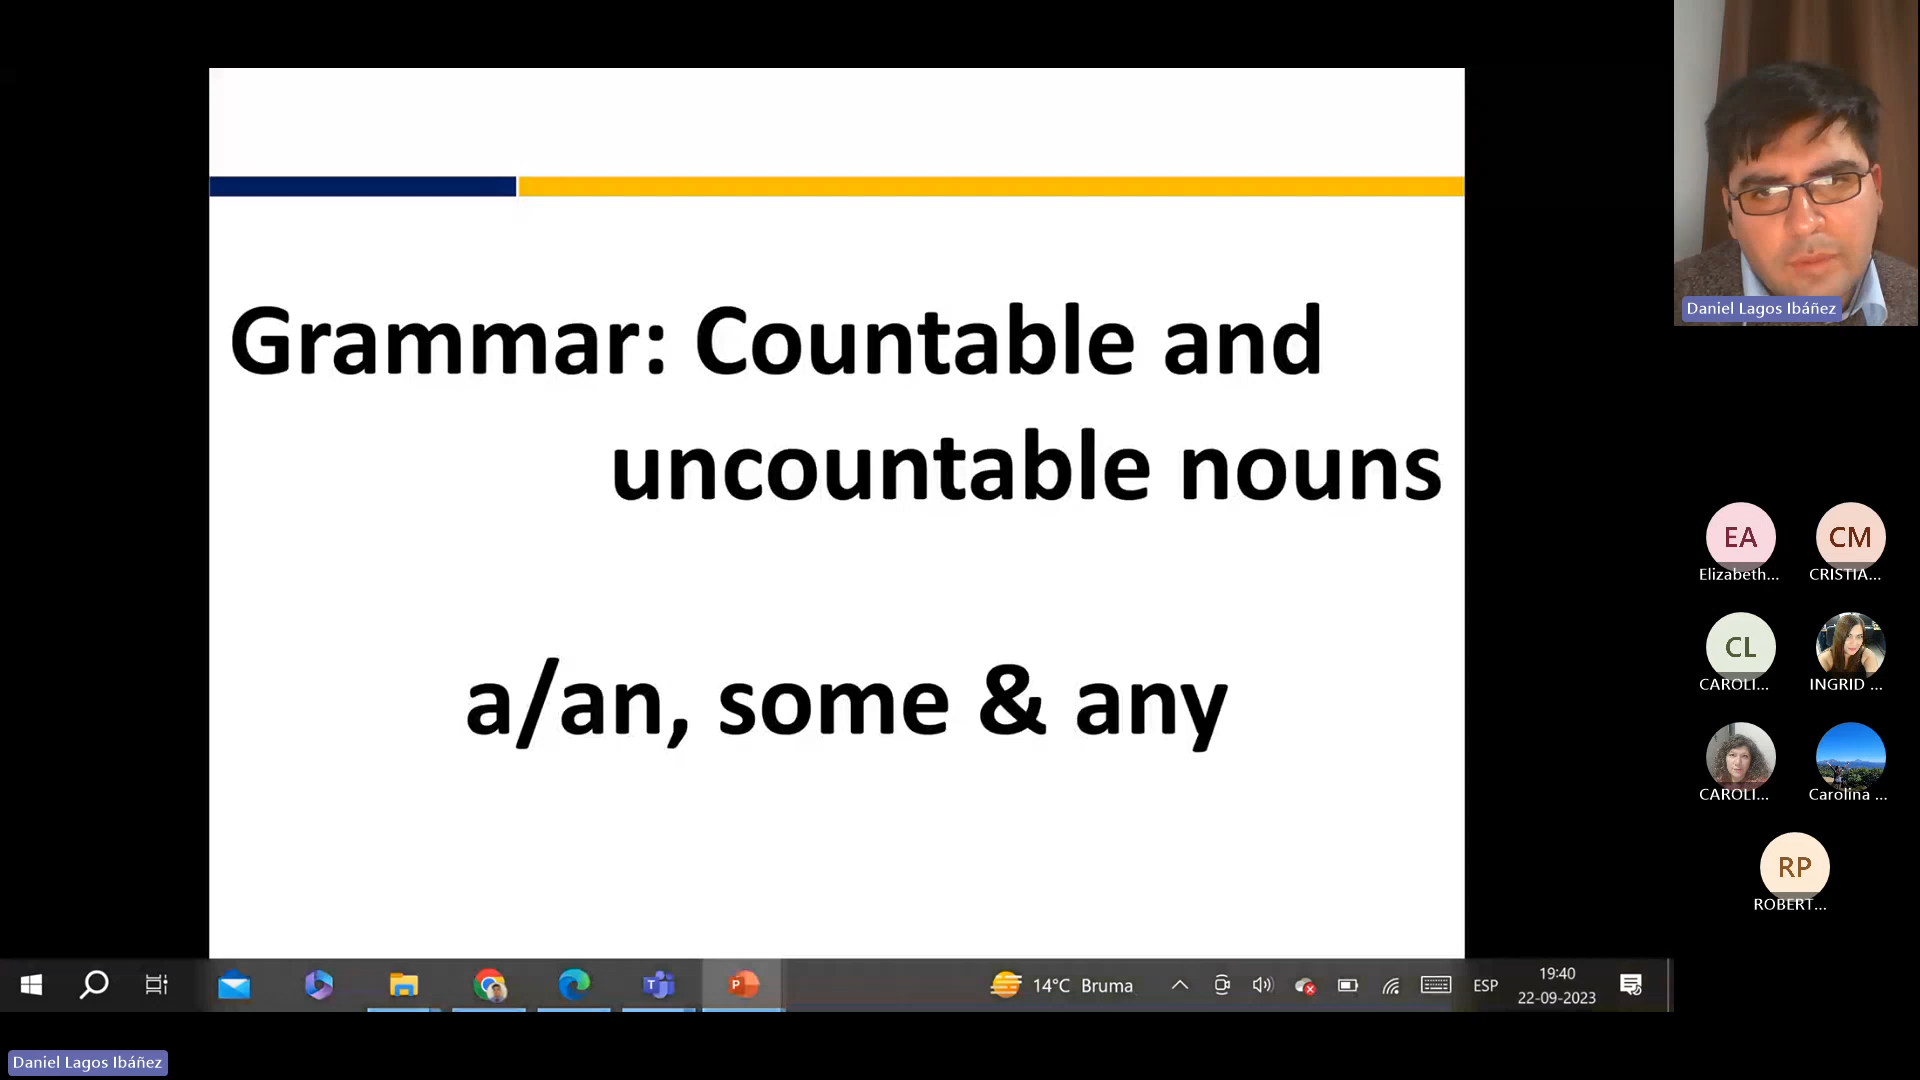 Grammar: Countable and
uncountable nouns
a/an, some & any
Daniel Lagos Ibáñez
EA
Elizabeth...
CM
CRISTIA...
CL
CAROLI...
INGRID ...
CAROLI...
Carolina ...
RP
ROBERT...
14°C Bruma
ESP
19:40
22-09-2023
Daniel Lagos Ibáñez